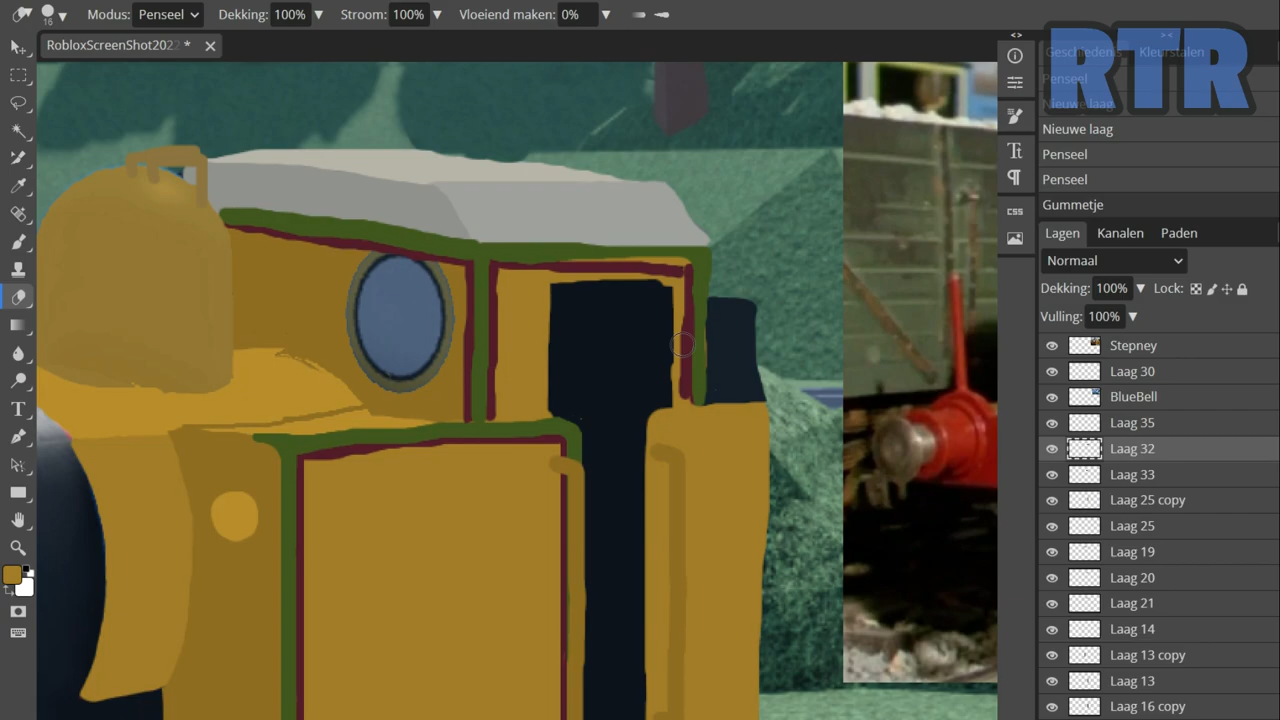 16 Modus: Penseel Dekking: 100% Stroom: 100% Vloeiend maken: 0%
RobloxScreenShot202 *
Geschiedenis Kleurstalen
RTR
Penseel
Nieuwe laag
Nieuwe laag
Penseel
Penseel
Gummetje
Lagen Kanalen Paden
Normaal
Dekking: 100% Lock:
Vulling: 100%
Stepney
Laag 30
BlueBell
Laag 35
Laag 32
Laag 33
Laag 25 copy
Laag 25
Laag 19
Laag 20
Laag 21
Laag 14
Laag 13 copy
Laag 13
Laag 16 copy
CSS